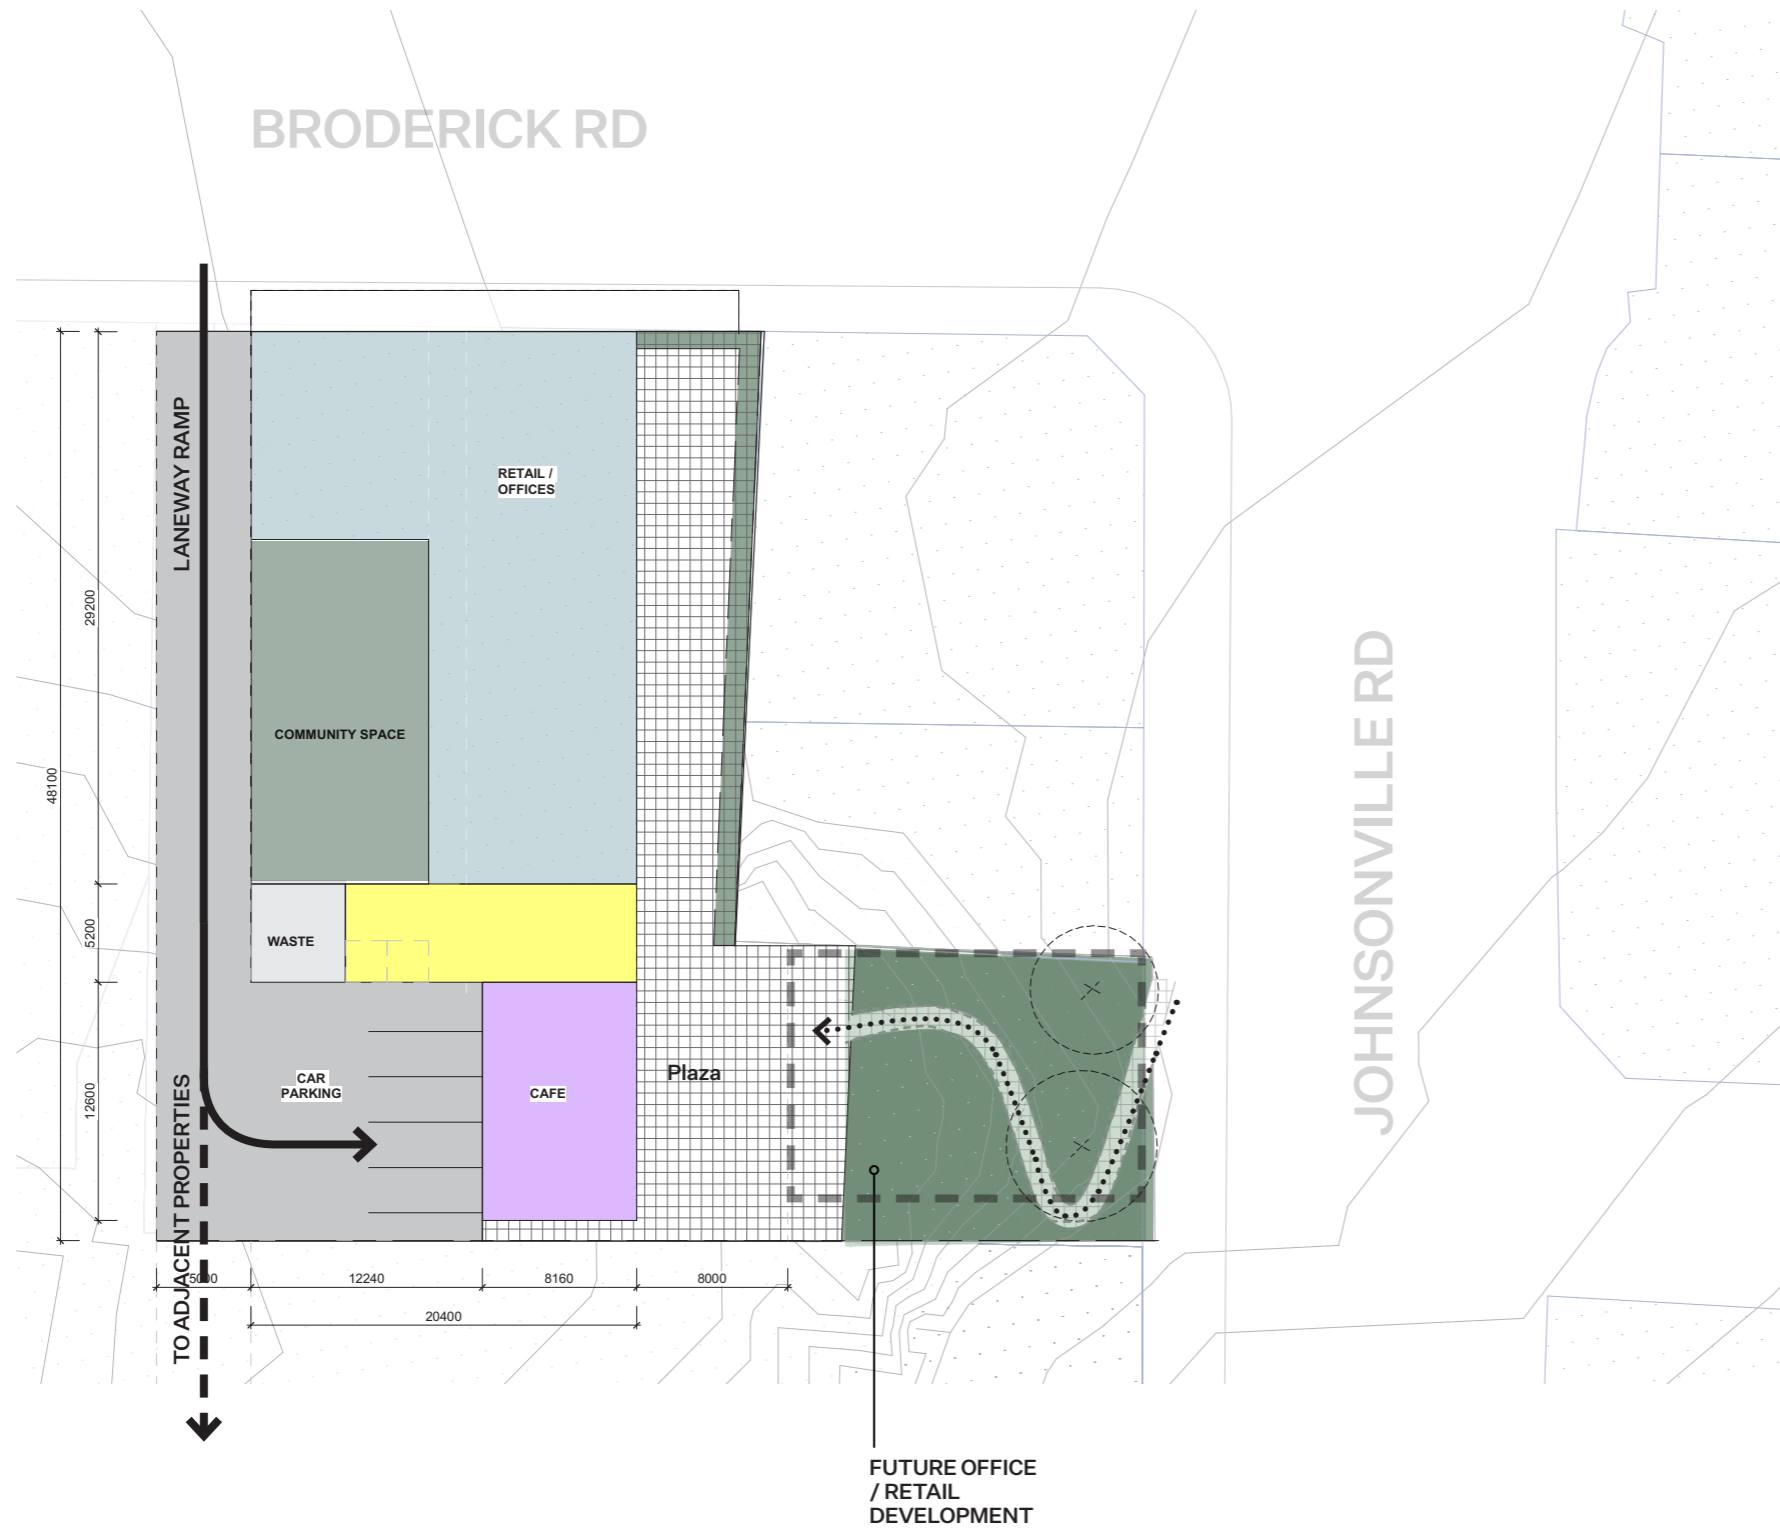 BRODERICK RD
LANEWAY RAMP
RETAIL /
OFFICES
29200
COMMUNITY SPACE
JOHNSONVILLE RD
48100
5200
WASTE
12600
CAR
PARKING
CAFE
Plaza
TO ADJACENT PROPERTIES
5000
12240
8160
8000
20400
FUTURE OFFICE
/ RETAIL
DEVELOPMENT